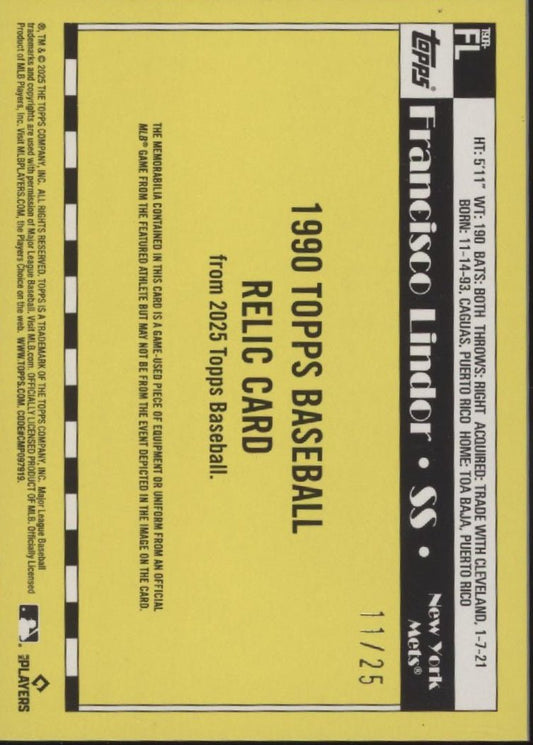 T90R-
FL
HT: 5'11" WT: 190 BATS: BOTH THROWS: RIGHT ACQUIRED: TRADE WITH CLEVELAND, 1-7-21
BORN: 11-14-93, CAGUAS, PUERTO RICO HOME: TOA BAJA, PUERTO RICO
topps®
Francisco Lindor • SS •
New York
Mets®
11/25
1990 TOPPS BASEBALL
RELIC CARD
from 2025 Topps Baseball.
THE MEMORABILIA CONTAINED IN THIS CARD IS A GAME-USED PIECE OF EQUIPMENT OR UNIFORM FROM AN OFFICIAL
MLB® GAME FROM THE FEATURED ATHLETE BUT MAY NOT BE FROM THE EVENT DEPICTED IN THE IMAGE ON THE CARD.
®, TM & © 2025 THE TOPPS COMPANY, INC. ALL RIGHTS RESERVED. TOPPS IS A TRADEMARK OF THE TOPPS COMPANY, INC. Major League Baseball
trademarks and copyrights are used with permission of Major League Baseball. Visit MLB.com. OFFICIALLY LICENSED PRODUCT OF MLB. Officially Licensed
Product of MLB Players, Inc. Visit MLBPLAYERS.COM, the Players Choice on the web. WWW.TOPPS.COM. CODE#CMP097919.
PLAYERS